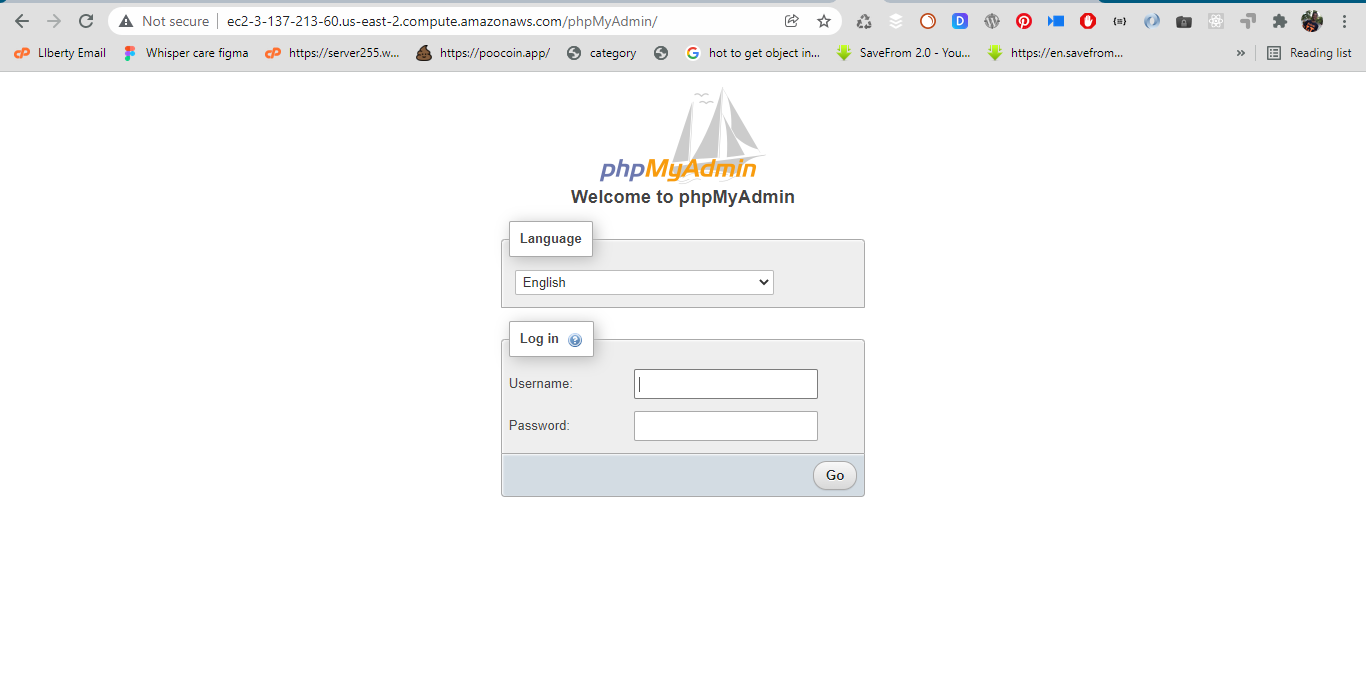 Not secure ec2-3-137-213-60.us-east-2.compute.amazonaws.com/phpMyAdmin/
LIberty Email Whisper care figma https://server255.w... https://poocoin.app/ category hot to get object in... SaveFrom 2.0 - You... https://en.savefrom... » Reading list
phpMyAdmin
Welcome to phpMyAdmin
Language
English
Log in
Username:
Password:
Go